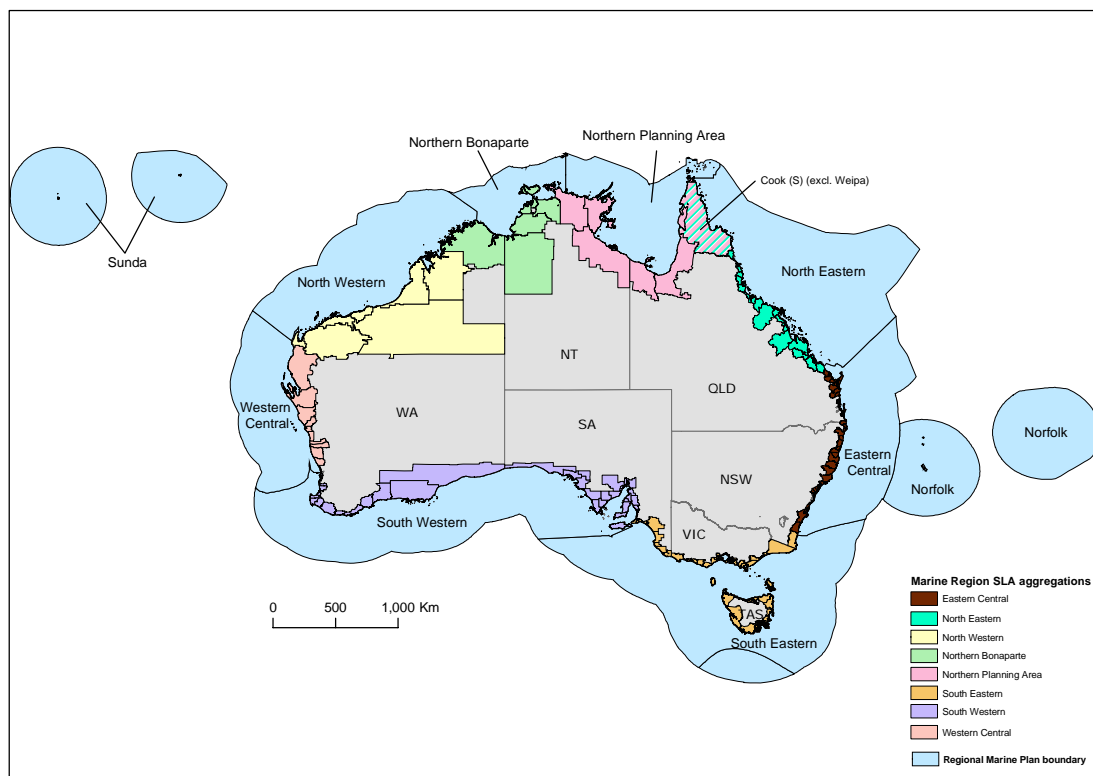 Northern Bonaparte
Northern Planning Area
Cook (S) (excl. Weipa)
Sunda
North Western
North Eastern
NT
QLD
Western
Central
WA
SA
Eastern
Central
Norfolk
Norfolk
NSW
South Western
VIC
TAS
South Eastern
0 500 1,000 Km
Marine Region SLA aggregations
Eastern Central
North Eastern
North Western
Northern Bonaparte
Northern Planning Area
South Eastern
South Western
Western Central
Regional Marine Plan boundary